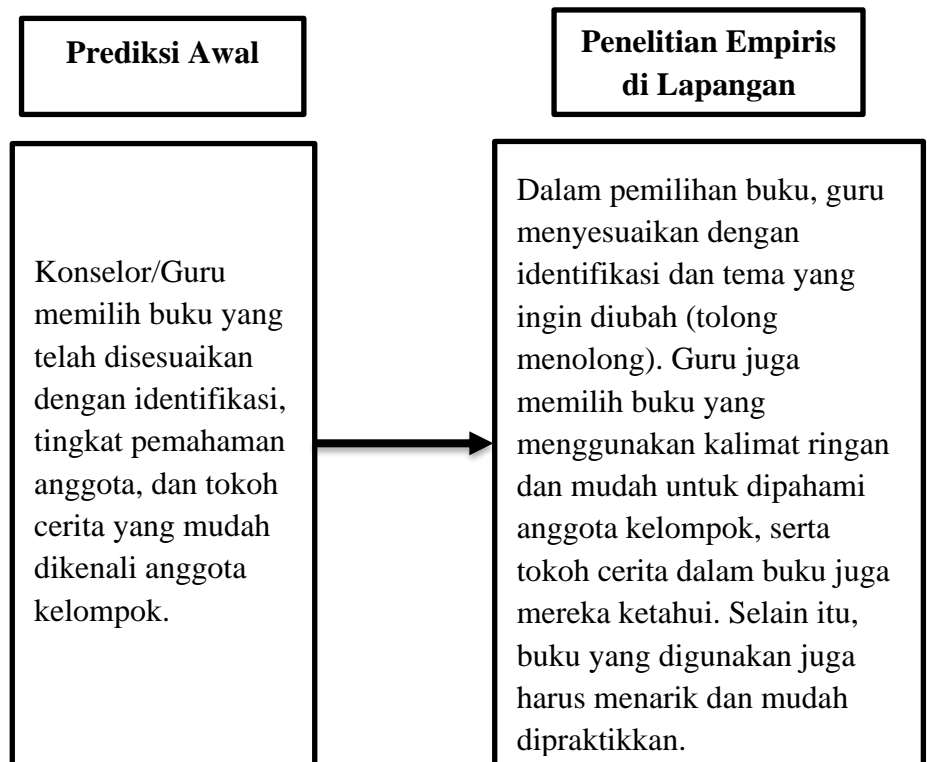 Prediksi Awal
Penelitian Empiris
di Lapangan
Konselor/Guru
memilih buku yang
telah disesuaikan
dengan identifikasi,
tingkat pemahaman
anggota, dan tokoh
cerita yang mudah
dikenali anggota
kelompok.
Dalam pemilihan buku, guru
menyesuaikan dengan
identifikasi dan tema yang
ingin diubah (tolong
menolong). Guru juga
memilih buku yang
menggunakan kalimat ringan
dan mudah untuk dipahami
anggota kelompok, serta
tokoh cerita dalam buku juga
mereka ketahui. Selain itu,
buku yang digunakan juga
harus menarik dan mudah
dipraktikkan.